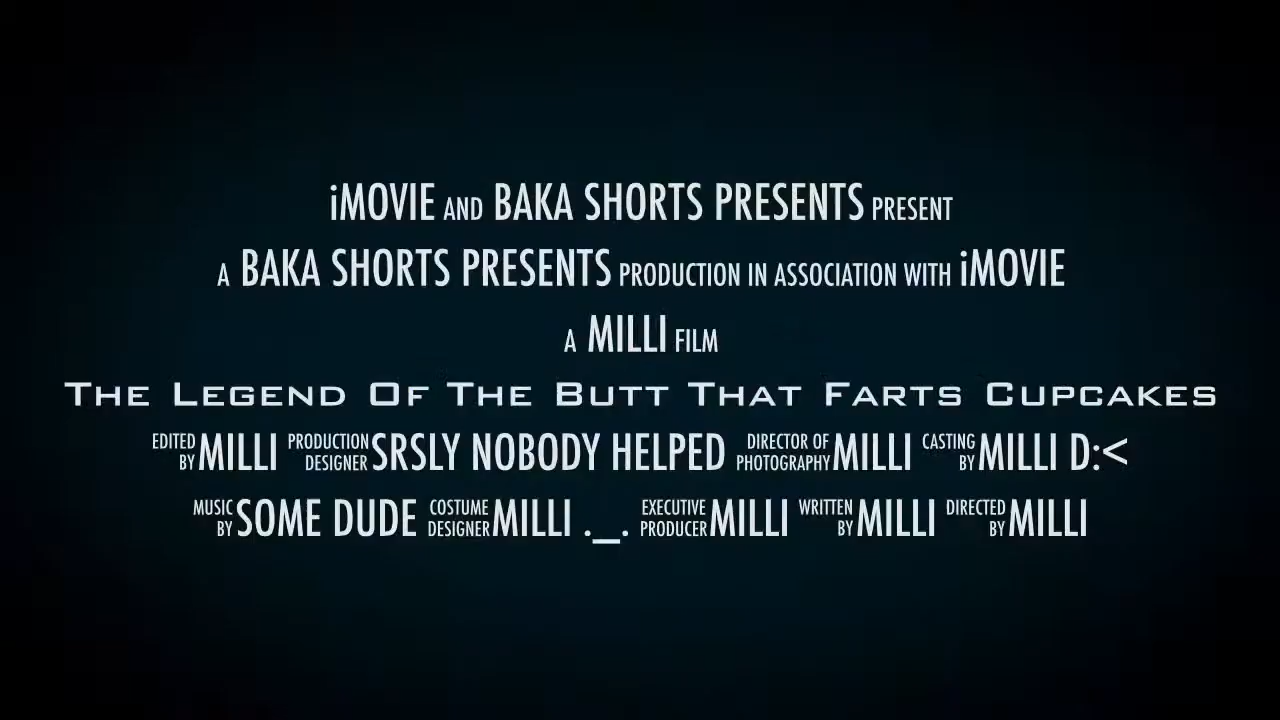 iMOVIE AND BAKA SHORTS PRESENTS PRESENT
A BAKA SHORTS PRESENTS PRODUCTION IN ASSOCIATION WITH iMOVIE
A MILLI FILM
THE LEGEND OF THE BUTT THAT FARTS CUPCAKES
EDITED BY MILLI PRODUCTION DESIGNER SRSLY NOBODY HELPED DIRECTOR OF PHOTOGRAPHY MILLI CASTING BY MILLI D:<
MUSIC BY SOME DUDE COSTUME DESIGNER MILLI ._. EXECUTIVE PRODUCER MILLI WRITTEN BY MILLI DIRECTED BY MILLI